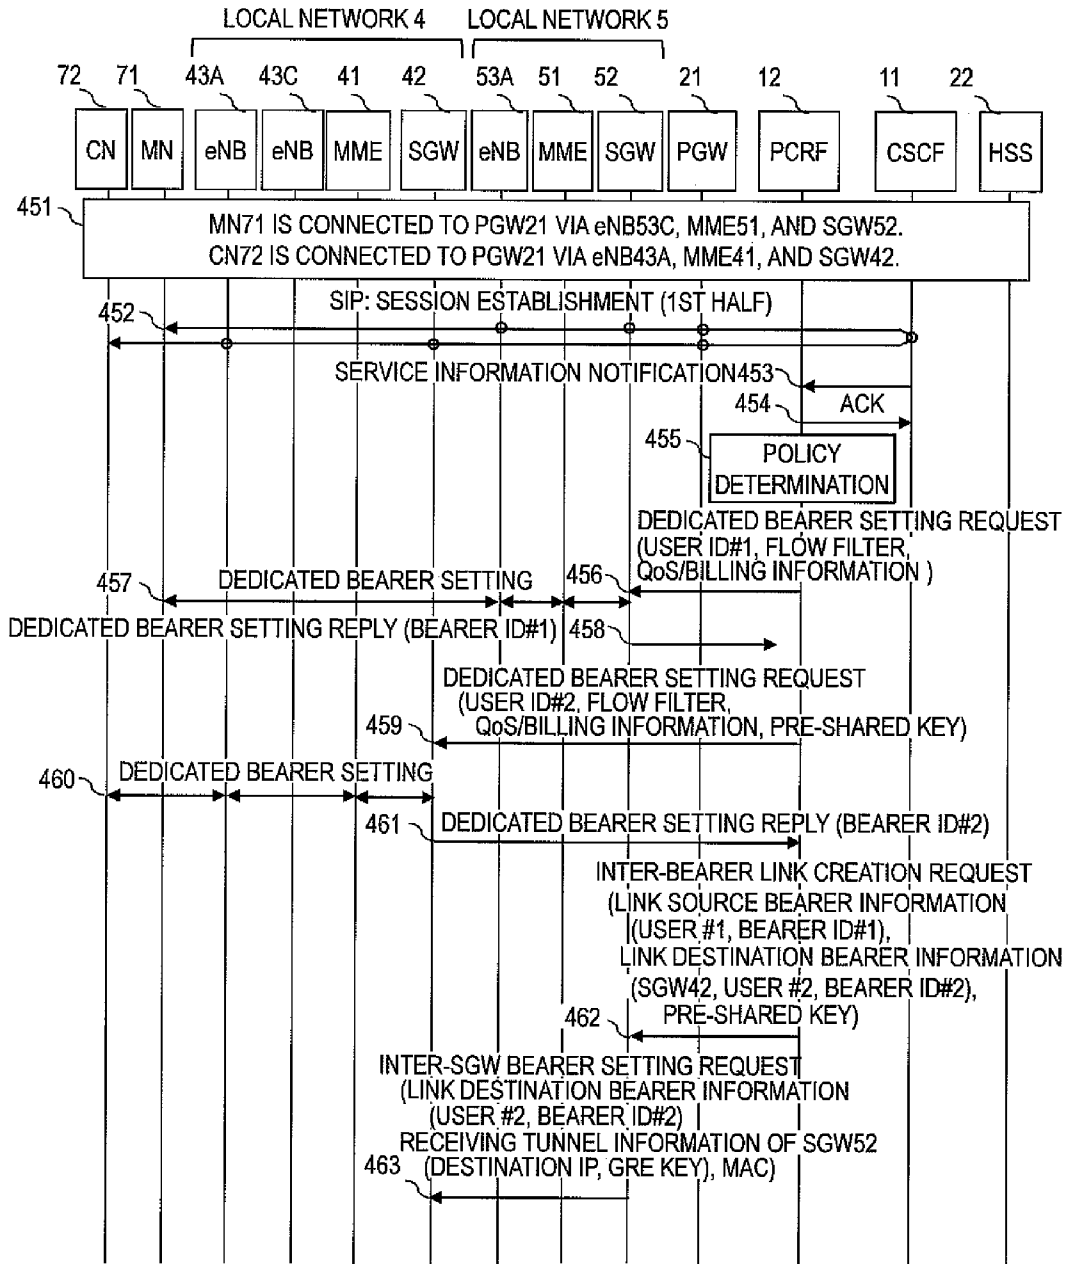 LOCAL NETWORK 4 LOCAL NETWORK 5
72 71 43A 43C 41 42 53A 51 52 21 12 11 22
CN MN eNB eNB MME SGW eNB MME SGW PGW PCRF CSCF HSS
451
MN71 IS CONNECTED TO PGW21 VIA eNB53C, MME51, AND SGW52.
CN72 IS CONNECTED TO PGW21 VIA eNB43A, MME41, AND SGW42.
SIP: SESSION ESTABLISHMENT (1ST HALF)
452
SERVICE INFORMATION NOTIFICATION 453
454 ACK
455
POLICY
DETERMINATION
DEDICATED BEARER SETTING REQUEST
(USER ID#1, FLOW FILTER,
QoS/BILLING INFORMATION )
457 DEDICATED BEARER SETTING 456
DEDICATED BEARER SETTING REPLY (BEARER ID#1) 458
DEDICATED BEARER SETTING REQUEST
(USER ID#2, FLOW FILTER,
459 QoS/BILLING INFORMATION, PRE-SHARED KEY)
460 DEDICATED BEARER SETTING
461 DEDICATED BEARER SETTING REPLY (BEARER ID#2)
INTER-BEARER LINK CREATION REQUEST
(LINK SOURCE BEARER INFORMATION
(USER #1, BEARER ID#1),
LINK DESTINATION BEARER INFORMATION
(SGW42, USER #2, BEARER ID#2),
462 PRE-SHARED KEY)
INTER-SGW BEARER SETTING REQUEST
(LINK DESTINATION BEARER INFORMATION
(USER #2, BEARER ID#2)
RECEIVING TUNNEL INFORMATION OF SGW52
463 (DESTINATION IP, GRE KEY), MAC)